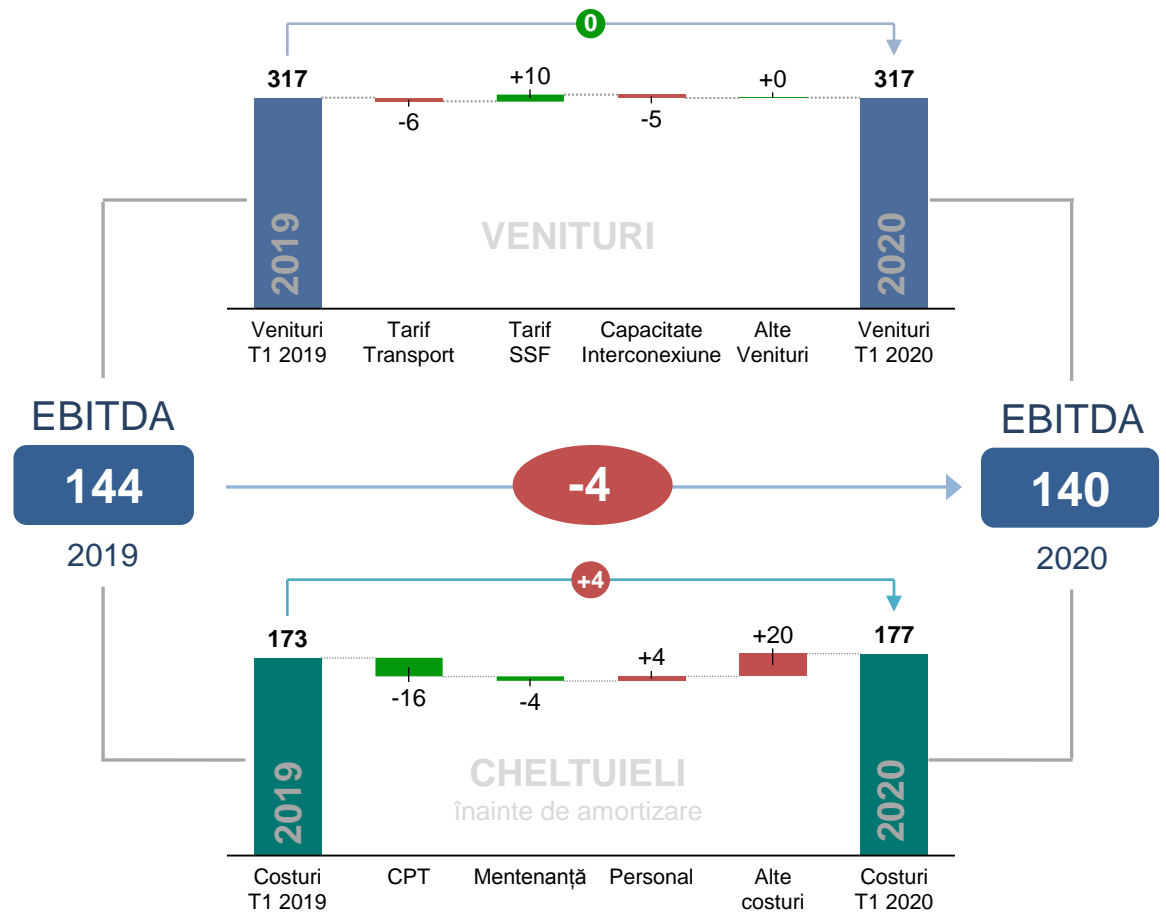 0
317
-6
+10
-5
+0
317
2019
VENITURI
2020
Venituri
T1 2019
Tarif
Transport
Tarif
SSF
Capacitate
Interconexiune
Alte
Venituri
Venituri
T1 2020
EBITDA
144
2019
-4
EBITDA
140
2020
+4
173
-16
-4
+4
+20
177
2019
CHELTUIELI
înainte de amortizare
2020
Costuri
T1 2019
CPT
Mentenanță
Personal
Alte
costuri
Costuri
T1 2020